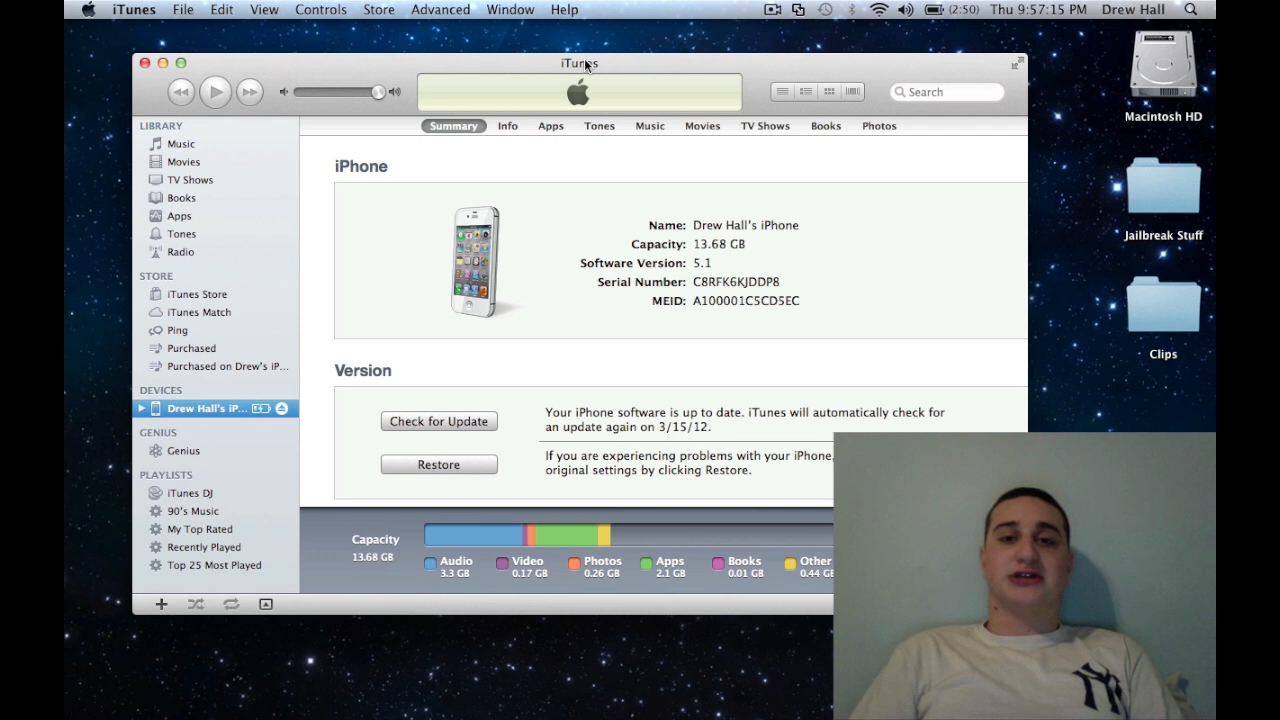 iTunes File Edit View Controls Store Advanced Window Help (2:50) Thu 9:57:15 PM Drew Hall
iTunes
Search
Summary Info Apps Tones Music Movies TV Shows Books Photos
LIBRARY
Music
Movies
TV Shows
Books
Apps
Tones
Radio
STORE
iTunes Store
iTunes Match
Ping
Purchased
Purchased on Drew's iP...
DEVICES
Drew Hall's iP...
GENIUS
Genius
PLAYLISTS
iTunes DJ
90's Music
My Top Rated
Recently Played
Top 25 Most Played
iPhone
Name: Drew Hall's iPhone
Capacity: 13.68 GB
Software Version: 5.1
Serial Number: C8RFK6KJDDP8
MEID: A100001C5CD5EC
Version
Check for Update
Your iPhone software is up to date. iTunes will automatically check for
an update again on 3/15/12.
Restore
If you are experiencing problems with your iPhone,
original settings by clicking Restore.
Capacity
13.68 GB
Audio Video Photos Apps Books Other
3.3 GB 0.17 GB 0.26 GB 2.1 GB 0.01 GB 0.44 GB
Macintosh HD
Jailbreak Stuff
Clips